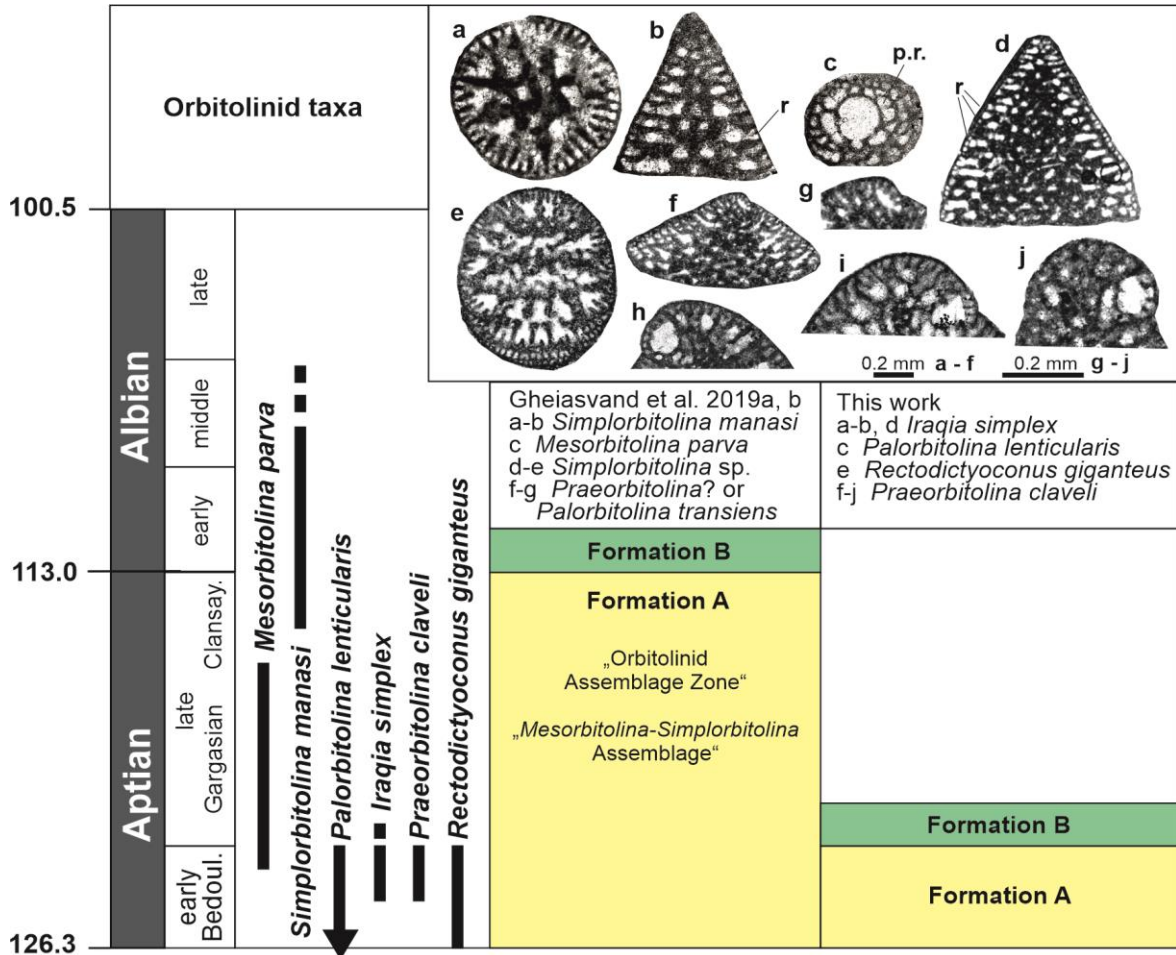 Orbitolinid taxa
a
b
r
c
p.r.
d
r
e
f
g
h
i
j
0.2 mm a - f
0.2 mm g - j
100.5
113.0
126.3
Albian
late
middle
early
Aptian
late
Clansay.
Gargasian
early
Bedoul.
Mesorbitolina parva
Simplorbitolina manasi
Palorbitolina lenticularis
Iraqia simplex
Praeorbitolina claveli
Rectodictyoconus giganteus
Gheiasvand et al. 2019a, b
a-b Simplorbitolina manasi
c Mesorbitolina parva
d-e Simplorbitolina sp.
f-g Praeorbitolina? or
Palorbitolina transiens
Formation B
Formation A
„Orbitolinid
Assemblage Zone“
„Mesorbitolina-Simplorbitolina
Assemblage“
This work
a-b, d Iraqia simplex
c Palorbitolina lenticularis
e Rectodictyoconus giganteus
f-j Praeorbitolina claveli
Formation B
Formation A